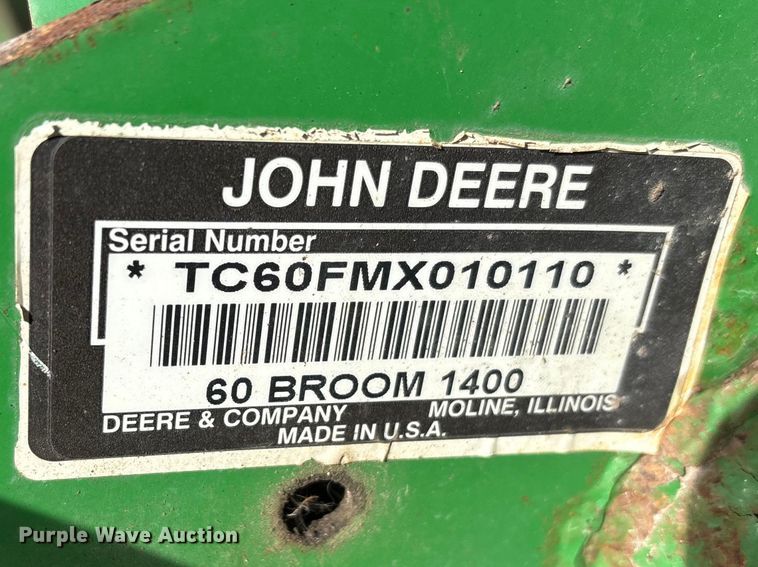 JOHN DEERE
Serial Number
* TC60FMX010110 *
60 BROOM 1400
DEERE & COMPANY MOLINE, ILLINOIS
MADE IN U.S.A.
Purple Wave Auction